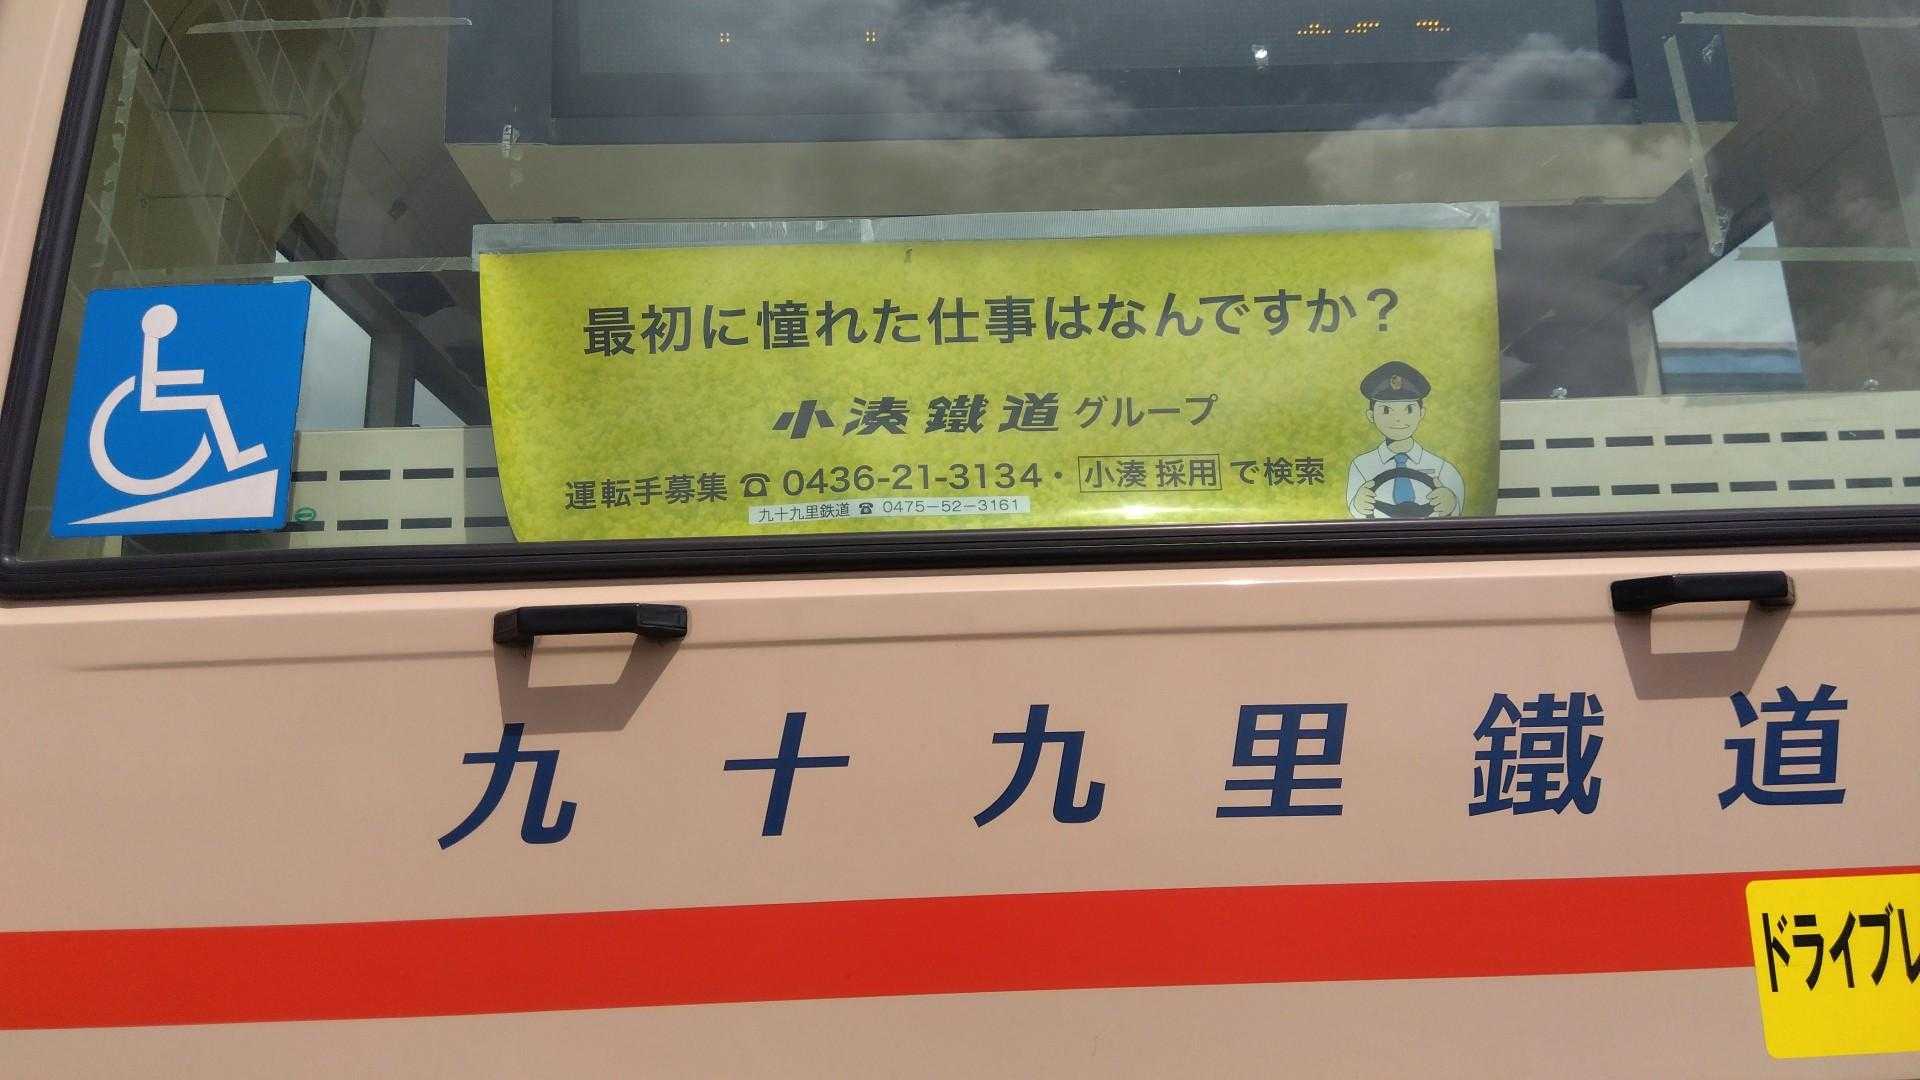 最初に憧れた仕事はなんですか？
小湊鐵道グループ
運転手募集 ☎ 0436-21-3134・小湊 採用 で検索
九十九里鉄道 ☎ 0475-52-3161
九十九里鐵道
ドライブレ